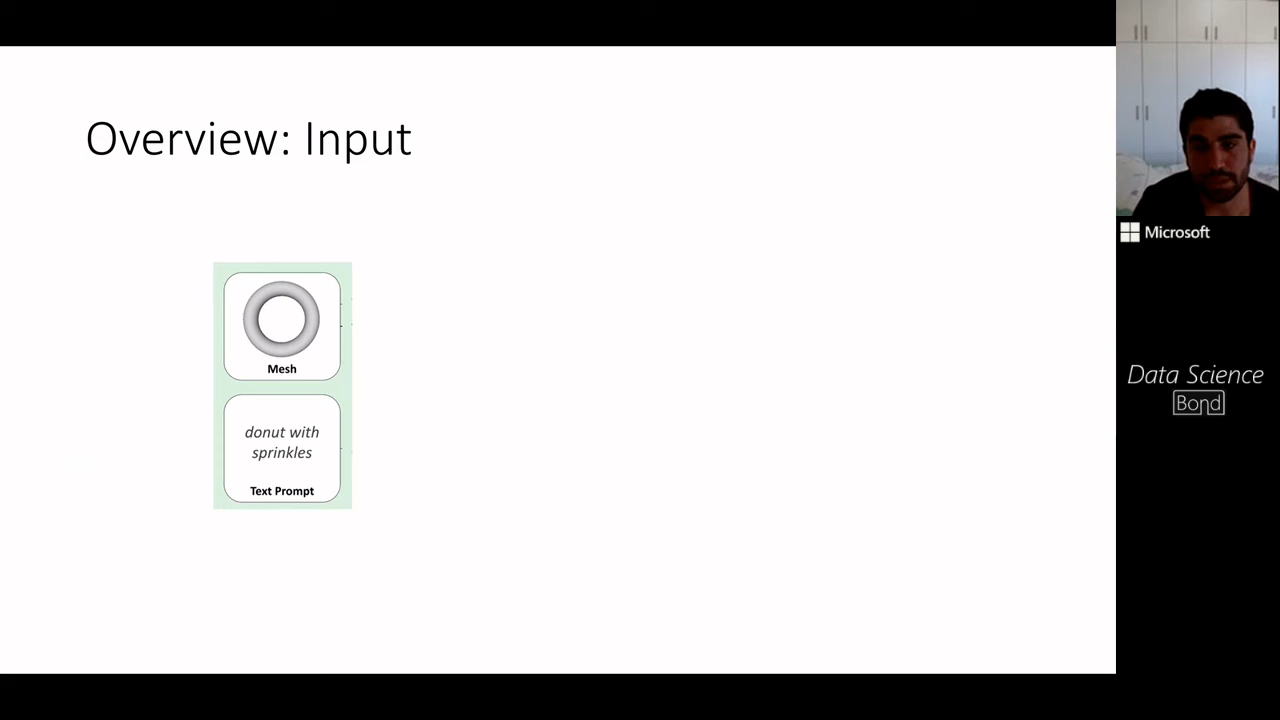 Overview: Input
Mesh
donut with
sprinkles
Text Prompt
Microsoft
Data Science
Bond